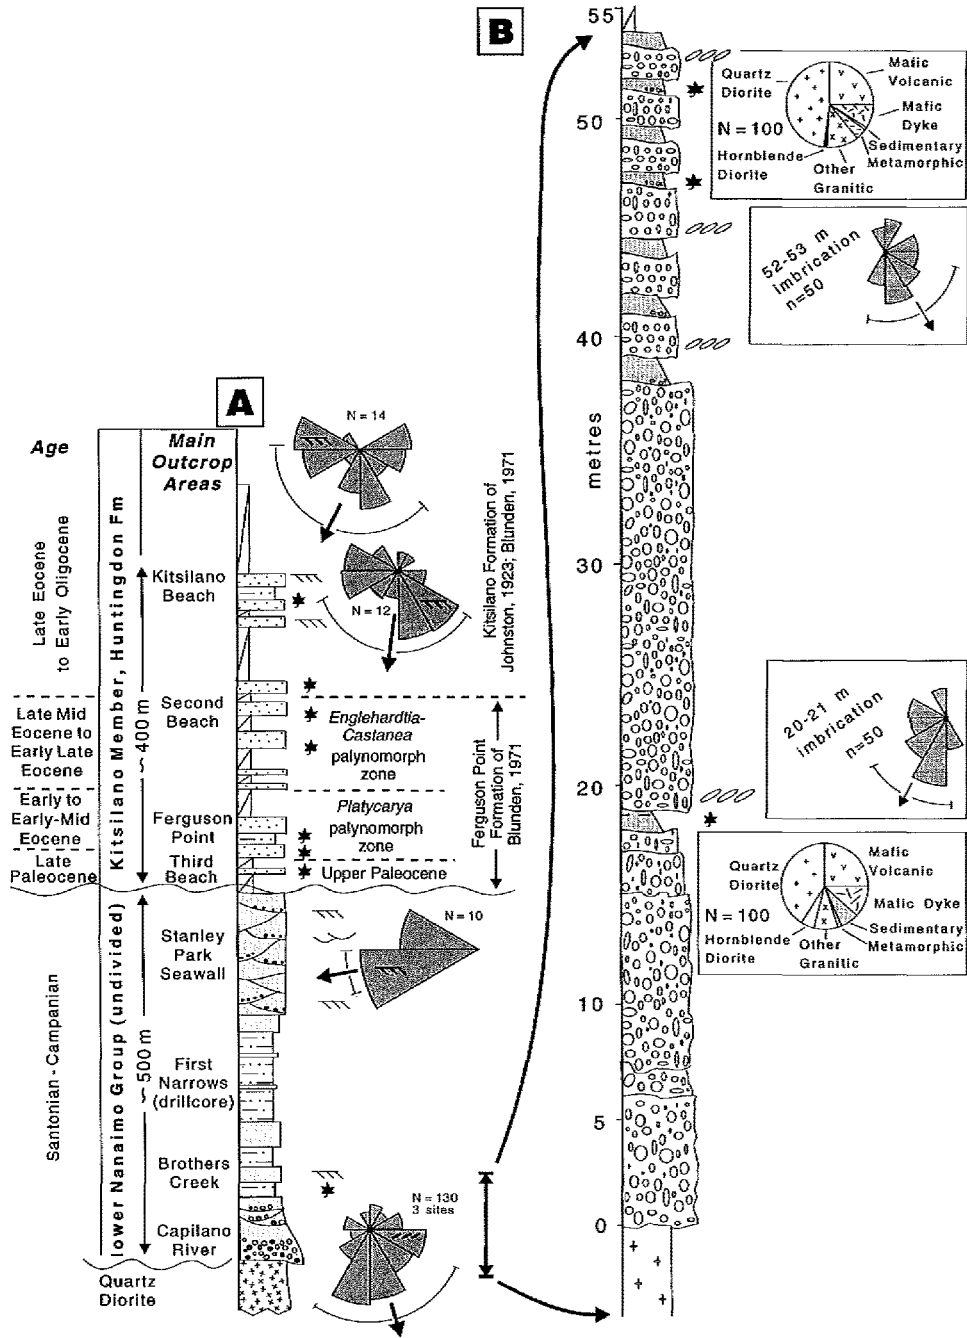 A
Age
Main
Outcrop
Areas
N = 14
Late Eocene
to Early Oligocene
Kitsilano Member, Huntingdon Fm
~400 m
Kitsilano
Beach
N = 12
Kitsilano Formation of
Johnston, 1923; Blunden, 1971
Second
Beach
Late Mid
Eocene to
Early Late
Eocene
Englehardtia-
Castanea
palynomorph
zone
Ferguson Point
Formation of
Blunden, 1971
Early to
Early-Mid
Eocene
Ferguson
Point
Platycarya
palynomorph
zone
Late
Paleocene
Third
Beach
Upper Paleocene
Santonian - Campanian
lower Nanaimo Group (undivided)
~500 m
Stanley
Park
Seawall
N = 10
First
Narrows
(drillcore)
Brothers
Creek
N = 130
3 sites
Capilano
River
Quartz
Diorite
B
55
50
40
metres
30
20
10
5
0
Quartz
Diorite
Mafic
Volcanic
Mafic
Dyke
N = 100
Sedimentary
Metamorphic
Hornblende
Diorite
Other
Granitic
52-53 m
imbrication
n=50
20-21 m
imbrication
n=50
Quartz
Diorite
Mafic
Volcanic
Mafic Dyke
N = 100
Sedimentary
Metamorphic
Hornblende
Diorite
Other
Granitic